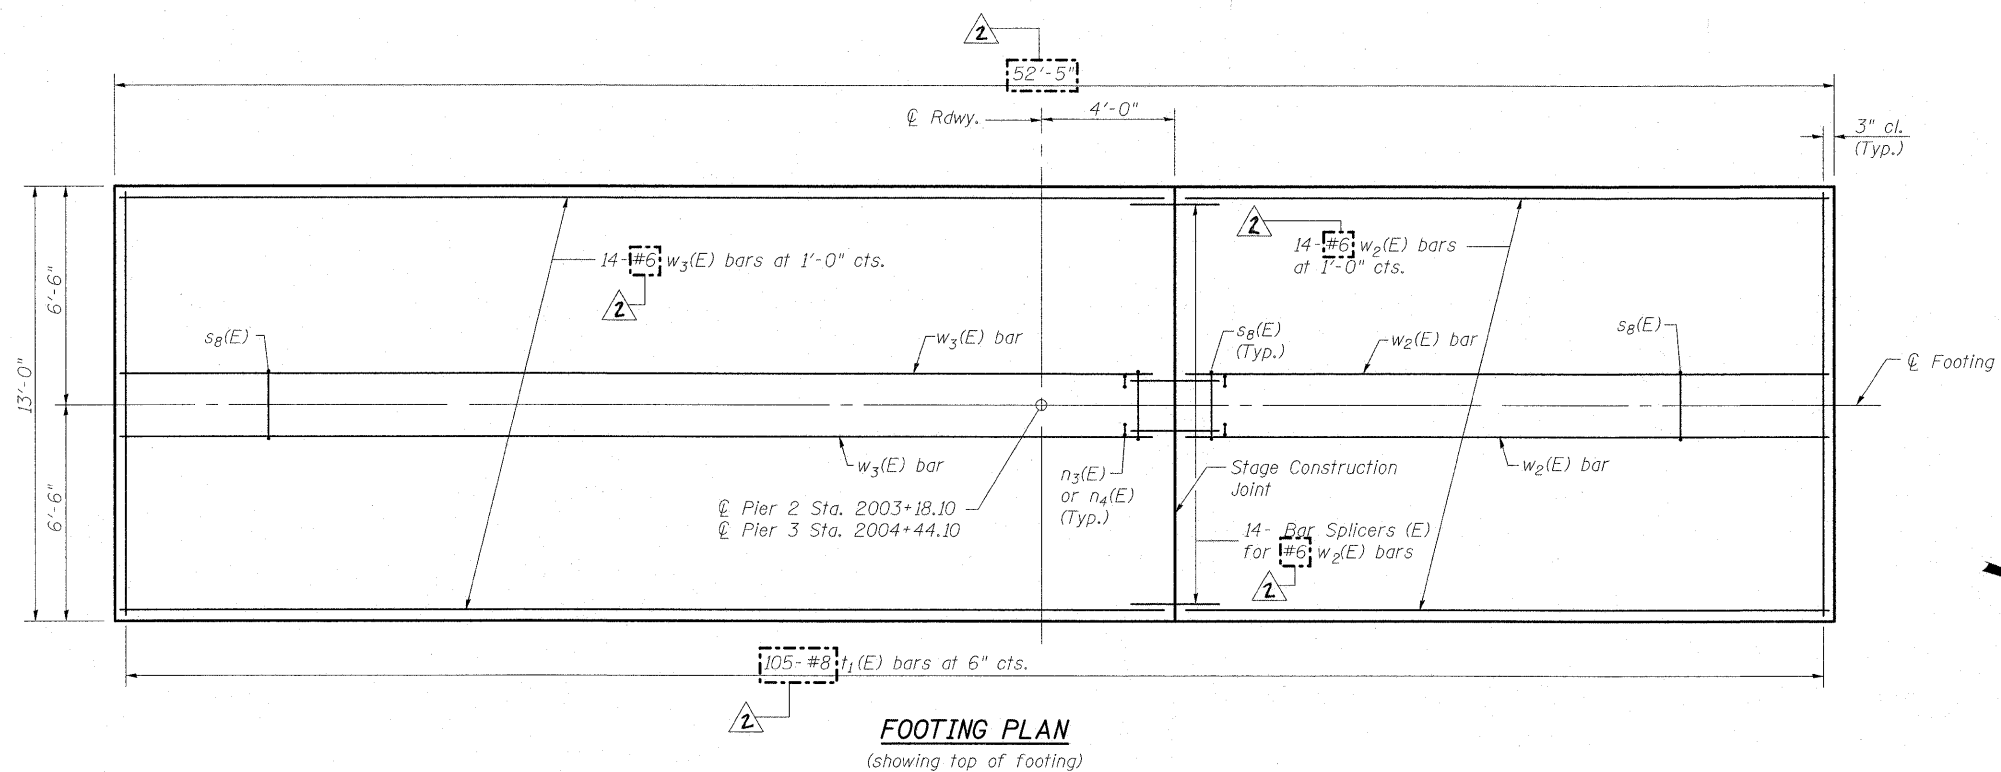 2
52'-5"
4'-0"
℄ Rdwy.
3" cl.
(Typ.)
2
14-#6 w3(E) bars at 1'-0" cts.
2
14-#6 w2(E) bars
at 1'-0" cts.
6'-6"
13'-0"
6'-6"
s8(E)
w3(E) bar
s8(E)
(Typ.)
w2(E) bar
s8(E)
℄ Footing
w3(E) bar
w2(E) bar
n3(E)
or n4(E)
(Typ.)
Stage Construction
Joint
℄ Pier 2 Sta. 2003+18.10
℄ Pier 3 Sta. 2004+44.10
14- Bar Splicers (E)
for #6 w2(E) bars
2
105-#8 t1(E) bars at 6" cts.
2
FOOTING PLAN
(showing top of footing)